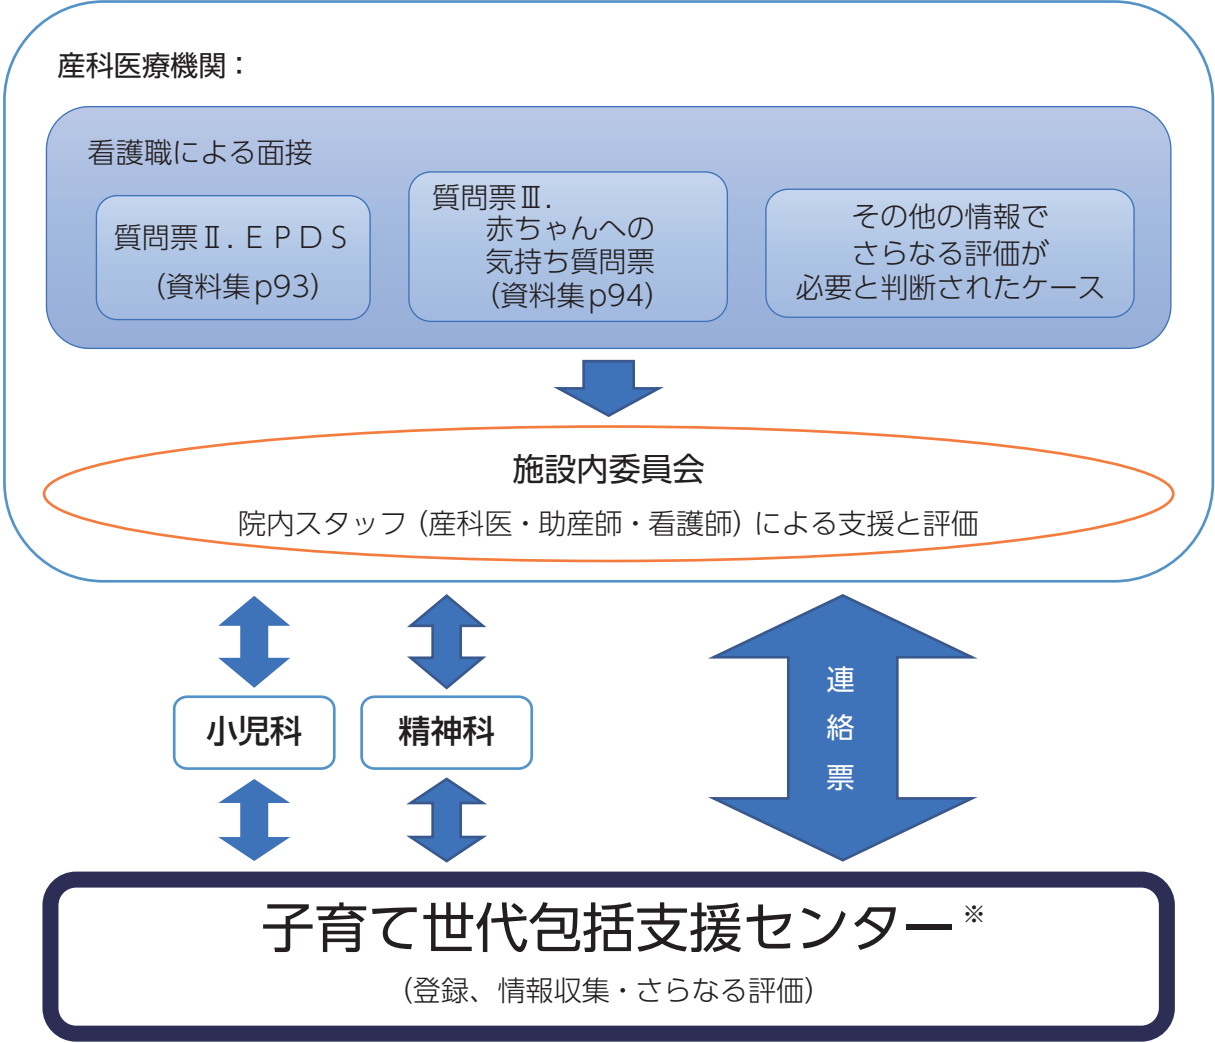 産科医療機関：
看護職による面接
質問票Ⅱ．ＥＰＤＳ
（資料集p93）
質問票Ⅲ．
赤ちゃんへの
気持ち質問票
（資料集p94）
その他の情報で
さらなる評価が
必要と判断されたケース
施設内委員会
院内スタッフ（産科医・助産師・看護師）による支援と評価
小児科
精神科
連
絡
票
子育て世代包括支援センター※
（登録、情報収集・さらなる評価）